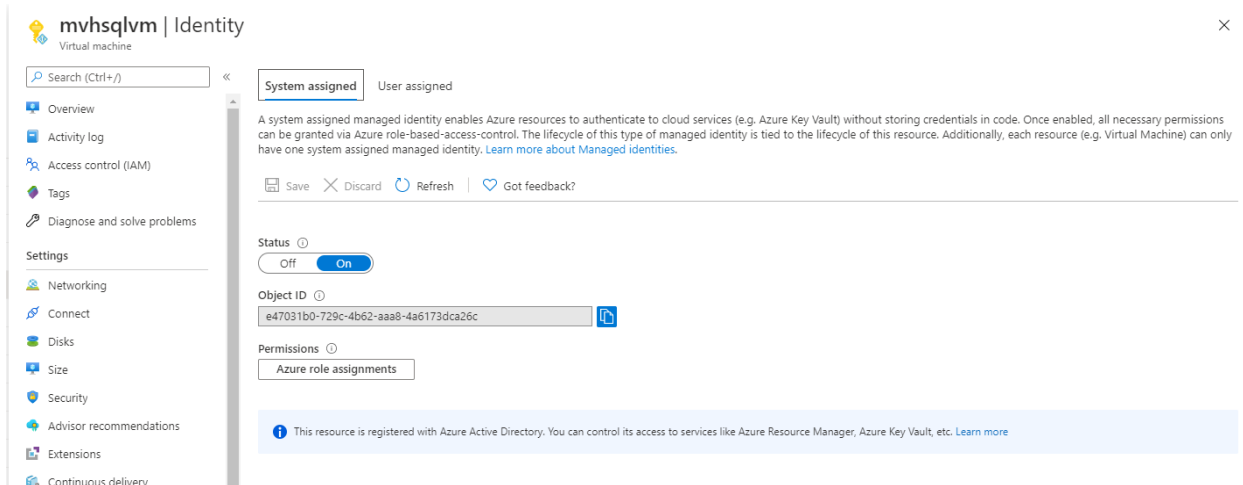 mvhsqlvm | Identity
Virtual machine
Search (Ctrl+/)
«
Overview
Activity log
Access control (IAM)
Tags
Diagnose and solve problems
Settings
Networking
Connect
Disks
Size
Security
Advisor recommendations
Extensions
Continuous delivery
System assigned User assigned
A system assigned managed identity enables Azure resources to authenticate to cloud services (e.g. Azure Key Vault) without storing credentials in code. Once enabled, all necessary permissions
can be granted via Azure role-based-access-control. The lifecycle of this type of managed identity is tied to the lifecycle of this resource. Additionally, each resource (e.g. Virtual Machine) can only
have one system assigned managed identity. Learn more about Managed identities.
Save Discard Refresh Got feedback?
Status
Off On
Object ID
e47031b0-729c-4b62-aaa8-4a6173dca26c
Permissions
Azure role assignments
This resource is registered with Azure Active Directory. You can control its access to services like Azure Resource Manager, Azure Key Vault, etc. Learn more